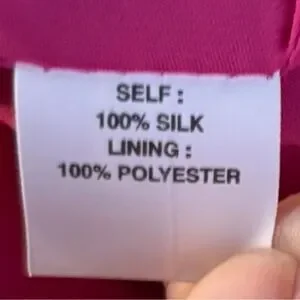 SELF :
100% SILK
LINING :
100% POLYESTER